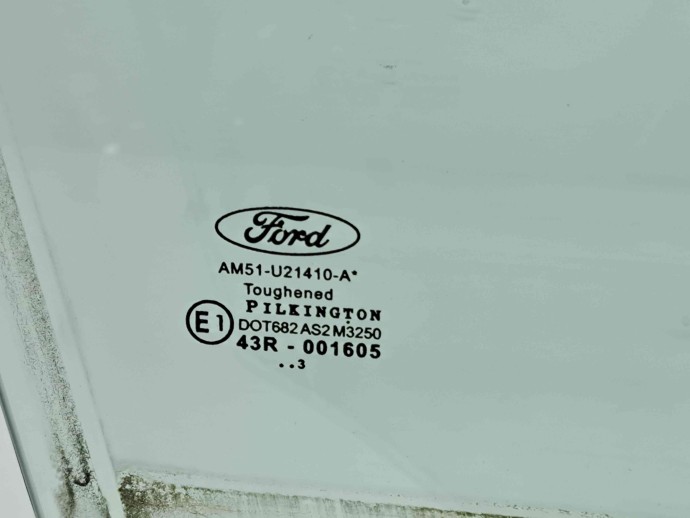 Ford
AM51-U21410-A*
Toughened
PILKINGTON
E1 DOT682 AS2 M3250
43R - 001605
..3